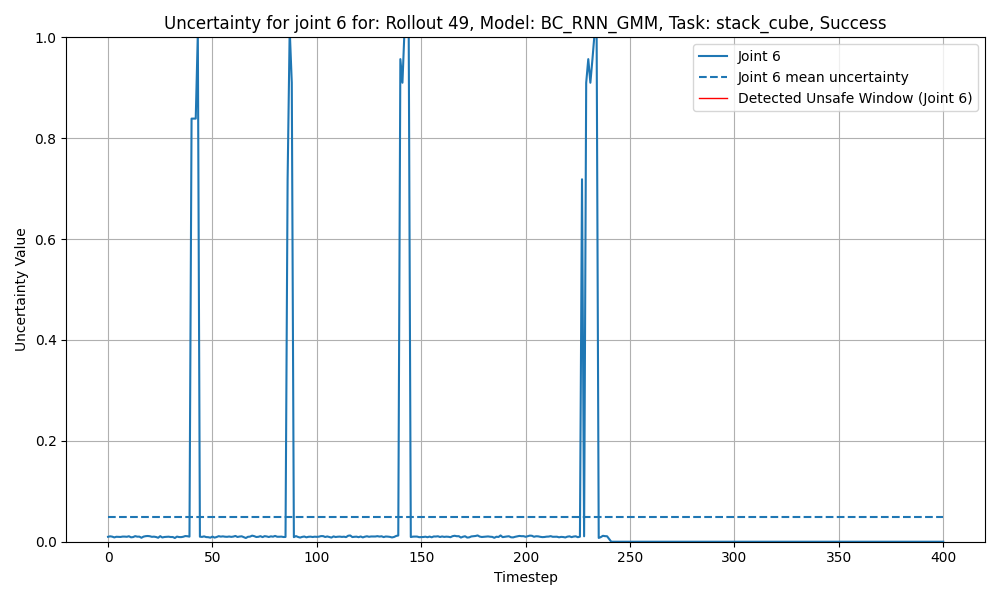 Uncertainty for joint 6 for: Rollout 49, Model: BC_RNN_GMM, Task: stack_cube, Success
Joint 6
Joint 6 mean uncertainty
Detected Unsafe Window (Joint 6)
Uncertainty Value
1.0
0.8
0.6
0.4
0.2
0.0
0 50 100 150 200 250 300 350 400
Timestep